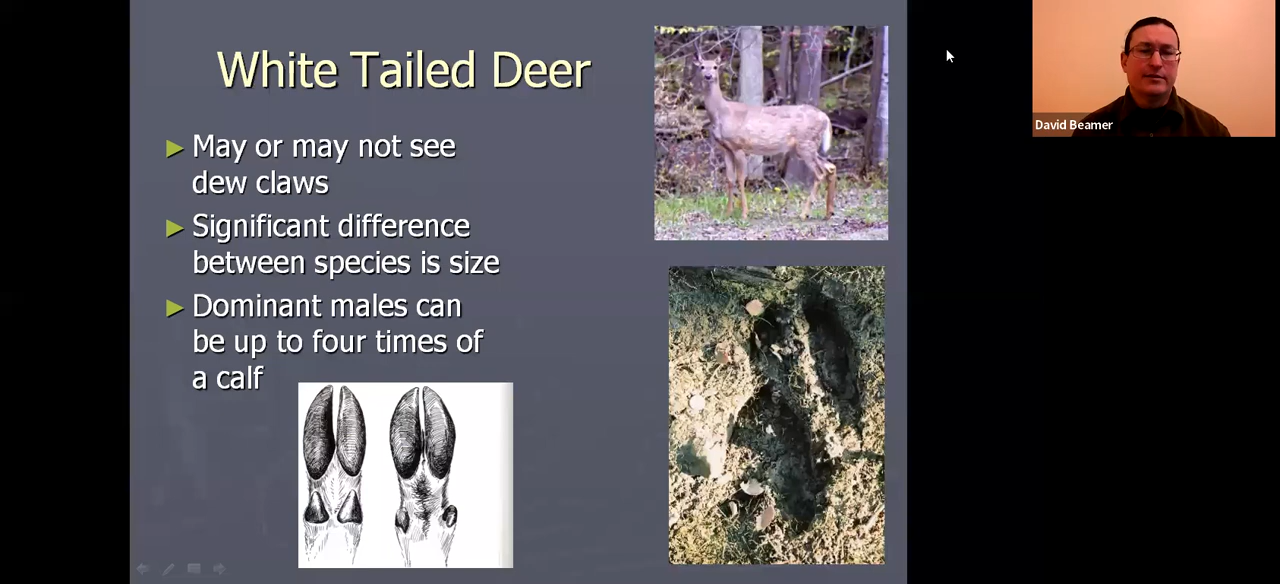 White Tailed Deer
May or may not see
dew claws
Significant difference
between species is size
Dominant males can
be up to four times of
a calf
David Beamer